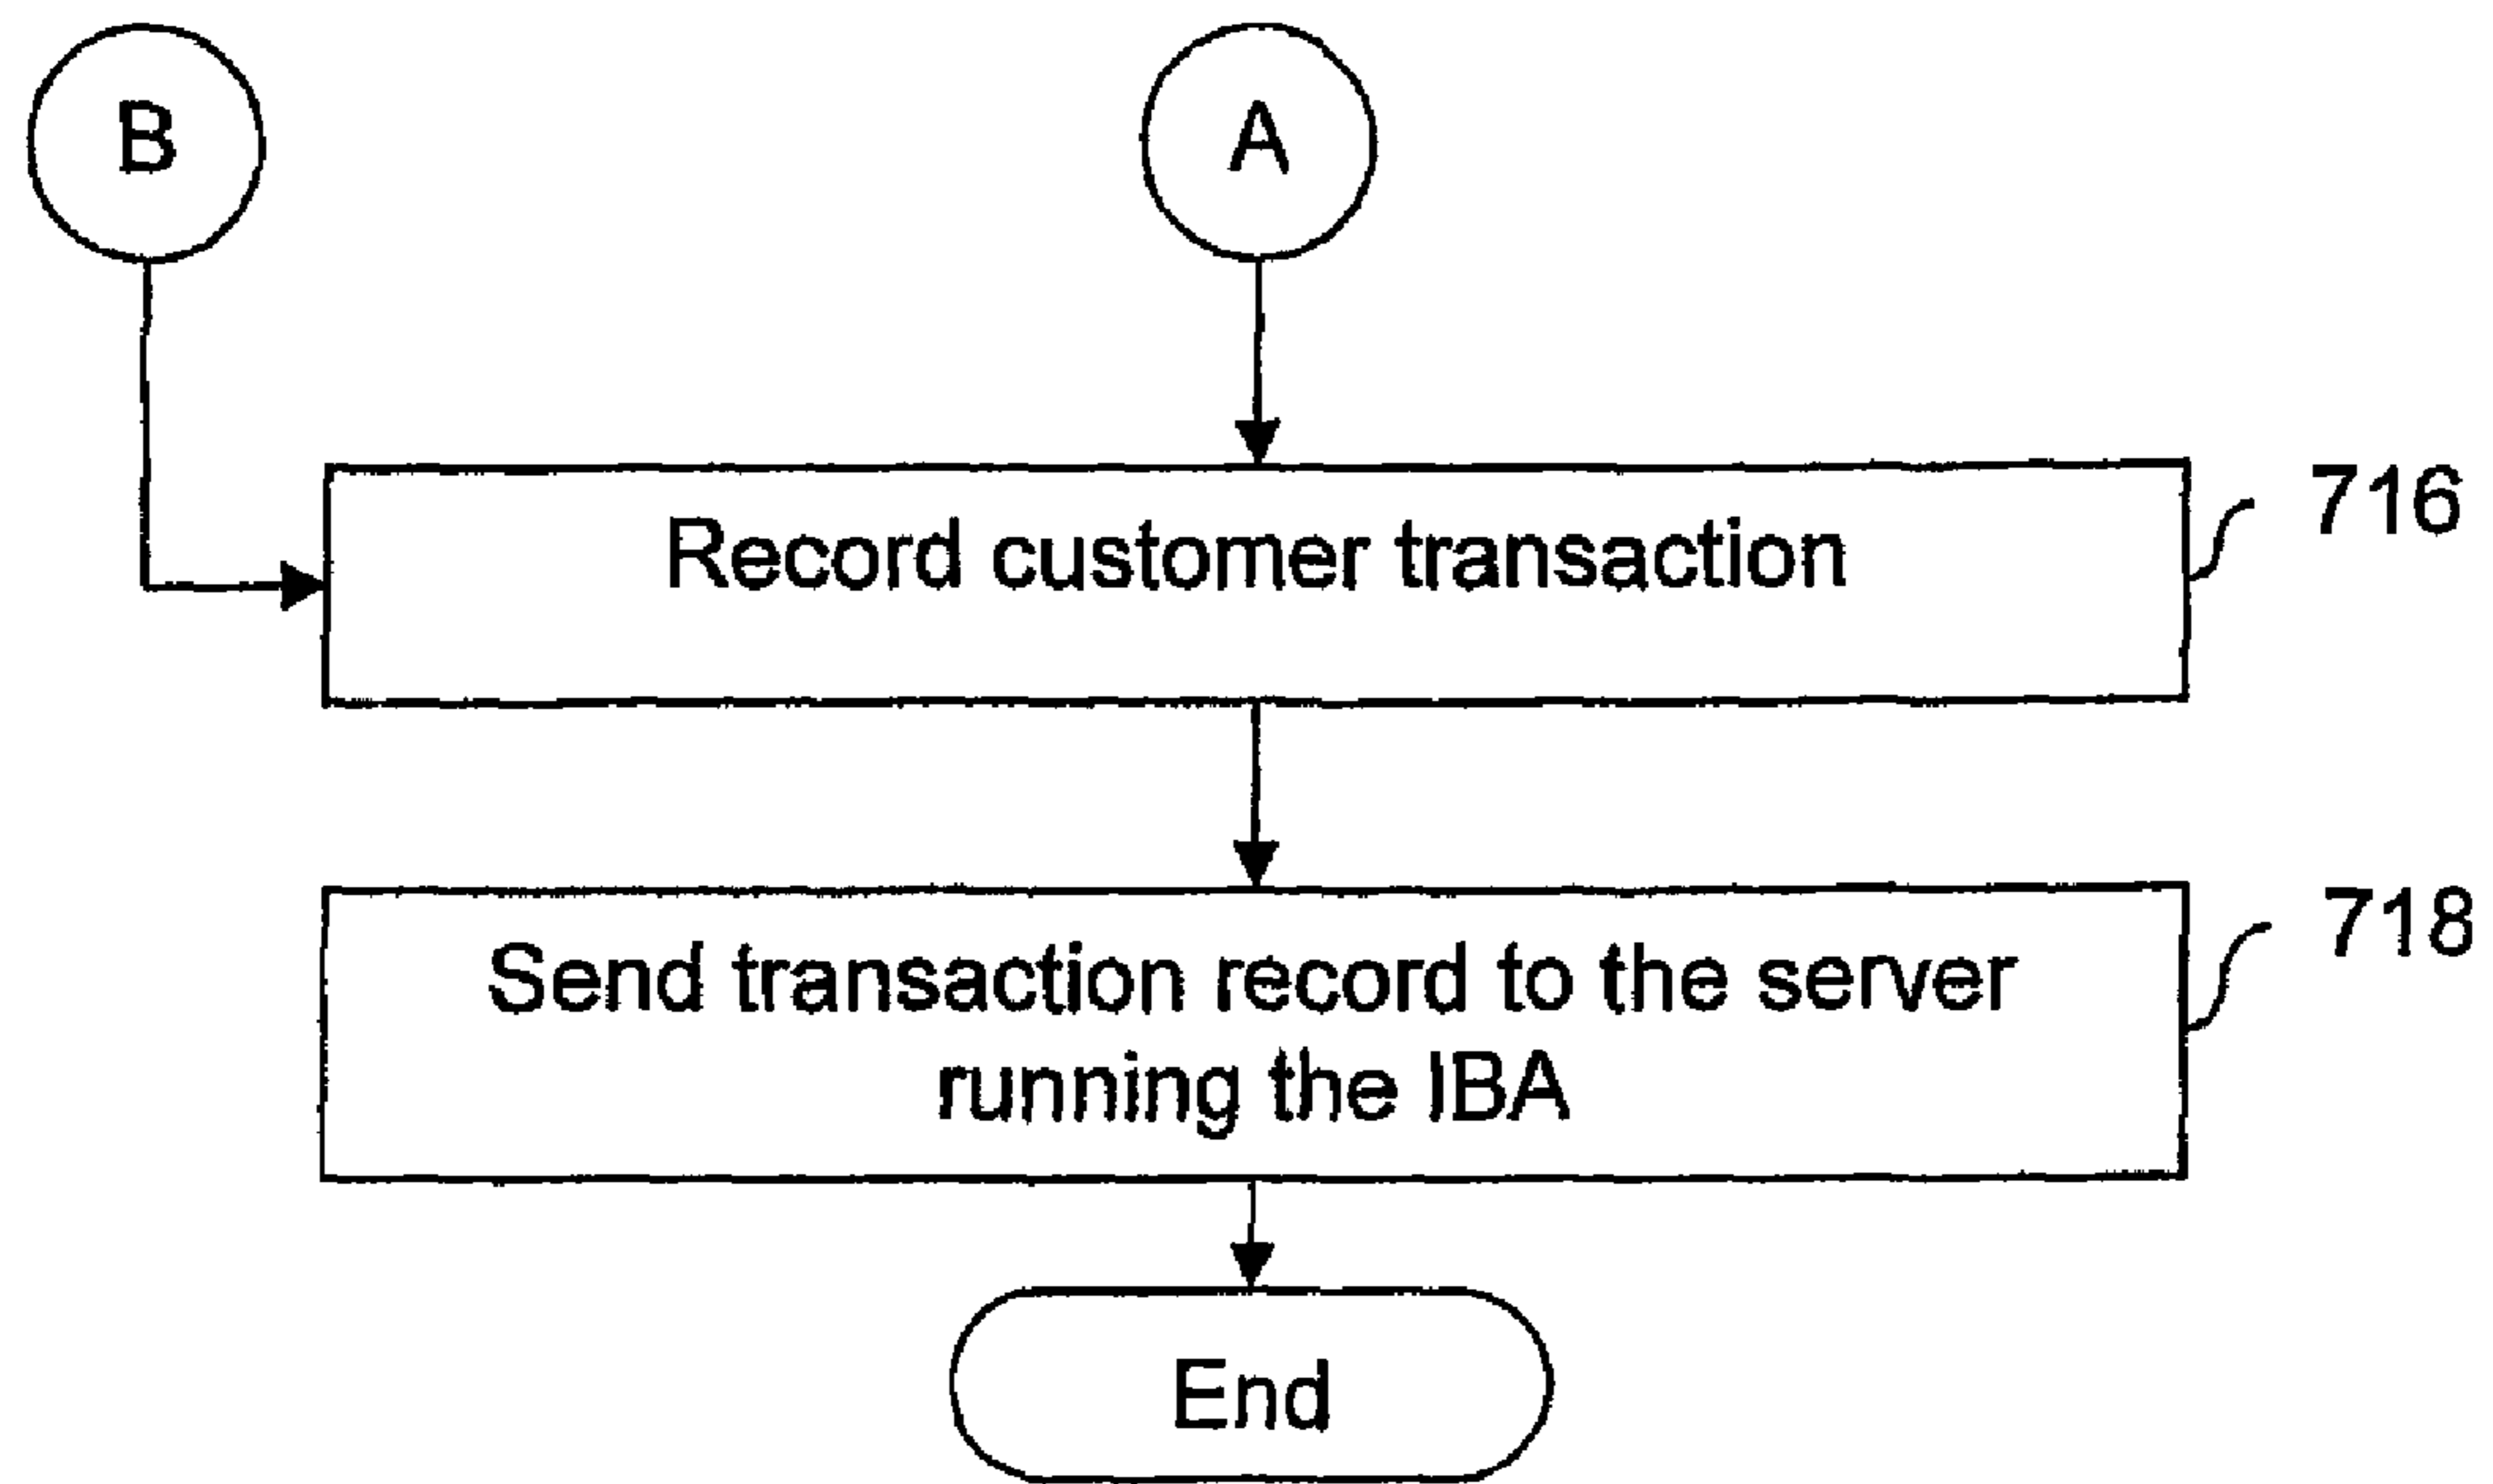 B
A
Record customer transaction
716
Send transaction record to the server
running the IBA
718
End